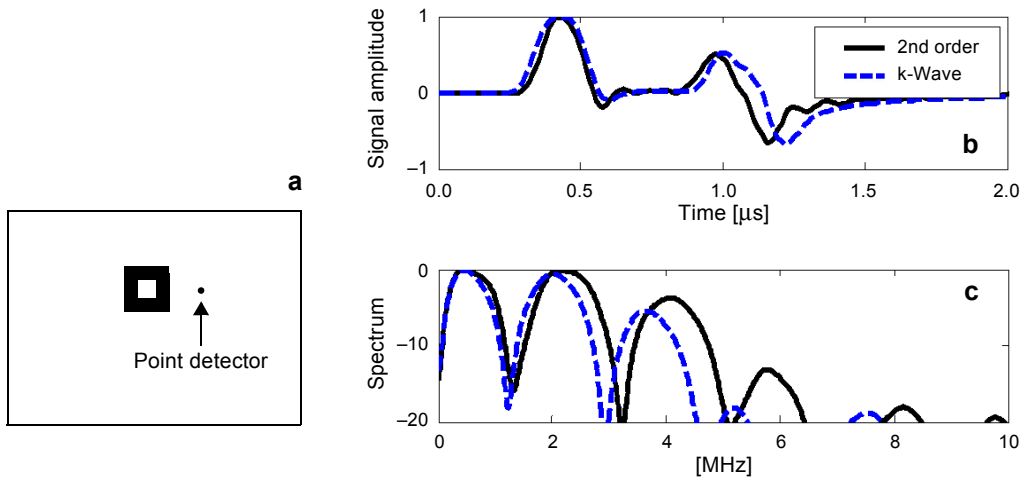 a
Point detector
b
Signal amplitude
1
0
–1
0.0 0.5 1.0 1.5 2.0
Time [μs]
2nd order
k-Wave
c
Spectrum
0
–10
–20
0 2 4 6 8 10
[MHz]